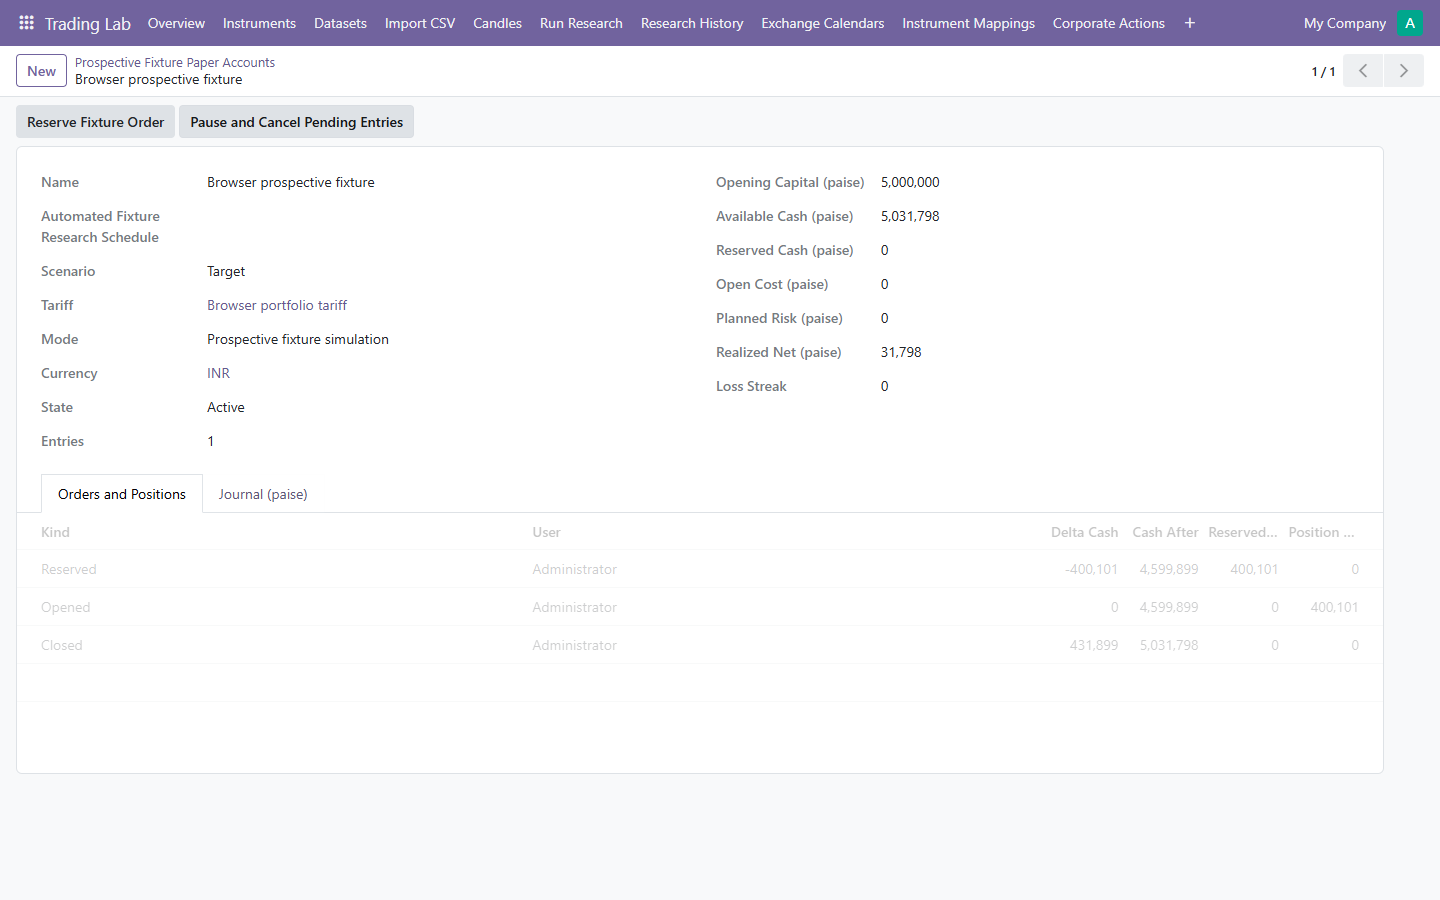 Trading Lab Overview Instruments Datasets Import CSV Candles Run Research Research History Exchange Calendars Instrument Mappings Corporate Actions + My Company A
New
Prospective Fixture Paper Accounts
Browser prospective fixture
1 / 1
Reserve Fixture Order Pause and Cancel Pending Entries
Name Browser prospective fixture
Automated Fixture
Research Schedule
Scenario Target
Tariff Browser portfolio tariff
Mode Prospective fixture simulation
Currency INR
State Active
Entries 1
Opening Capital (paise) 5,000,000
Available Cash (paise) 5,031,798
Reserved Cash (paise) 0
Open Cost (paise) 0
Planned Risk (paise) 0
Realized Net (paise) 31,798
Loss Streak 0
Orders and Positions Journal (paise)
Kind User Delta Cash Cash After Reserved... Position ...
Reserved Administrator -400,101 4,599,899 400,101 0
Opened Administrator 0 4,599,899 0 400,101
Closed Administrator 431,899 5,031,798 0 0